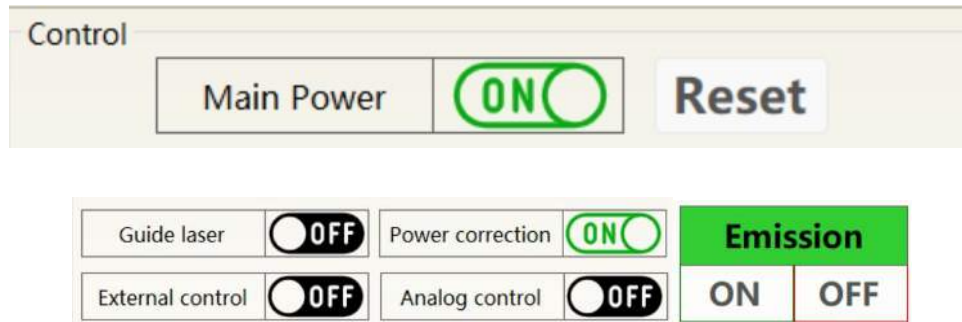 Control
Main Power ON Reset
Guide laser OFF Power correction ON Emission
External control OFF Analog control OFF ON OFF